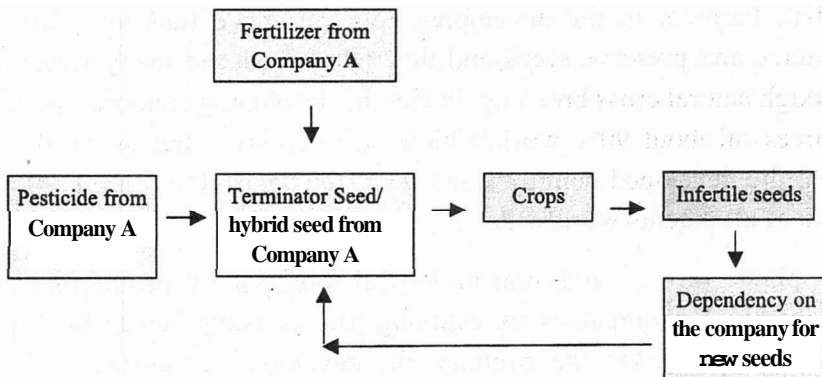 Fertilizer from
Company A
Pesticide from
Company A
Terminator Seed/
hybrid seed from
Company A
Crops
Infertile seeds
Dependency on
the company for
new seeds